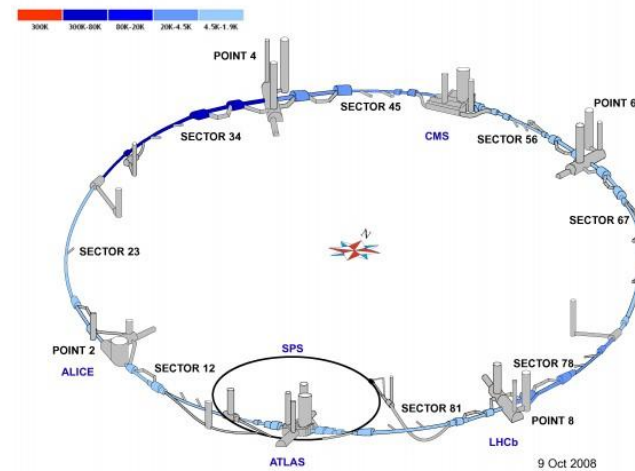 300K 300K-80K 80K-20K 20K-4.5K 4.5K-1.9K
POINT 4
POINT 6
SECTOR 45
CMS
SECTOR 34
SECTOR 56
SECTOR 67
N
SECTOR 23
SPS
POINT 2
ALICE
SECTOR 12
SECTOR 78
SECTOR 81
POINT 8
LHCb
ATLAS
9 Oct 2008